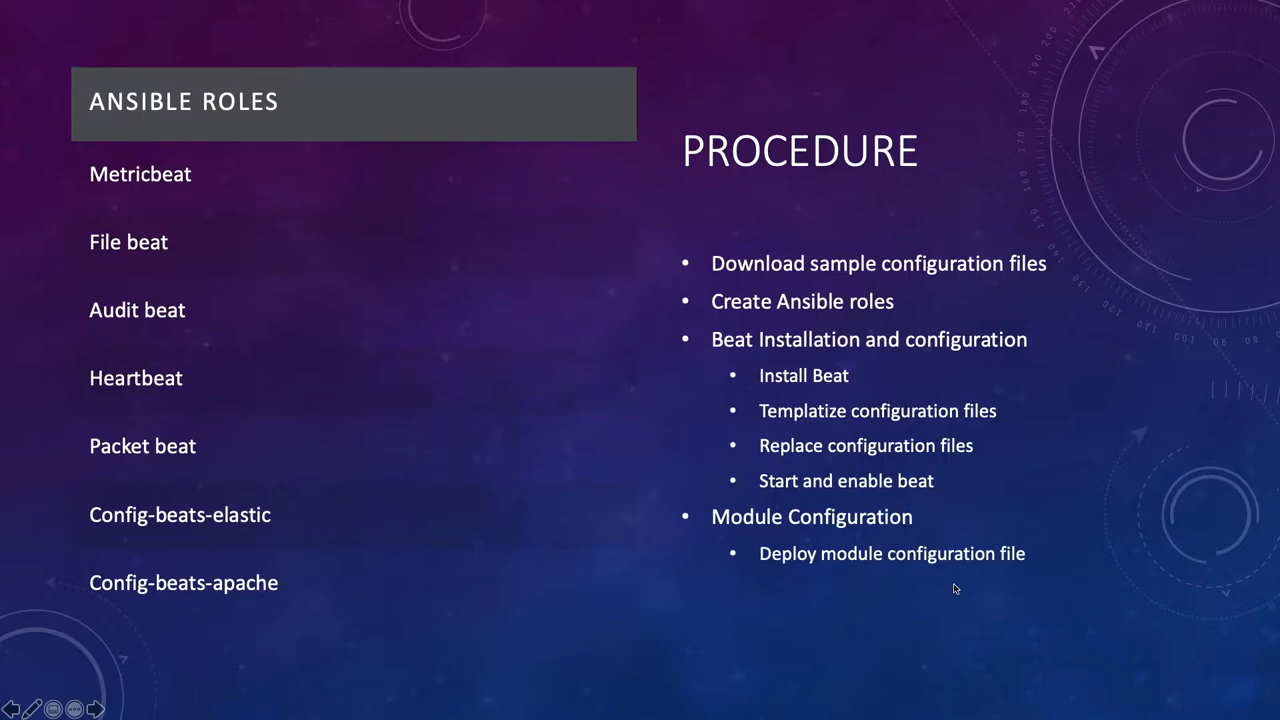 ANSIBLE ROLES
Metricbeat
File beat
Audit beat
Heartbeat
Packet beat
Config-beats-elastic
Config-beats-apache
PROCEDURE
• Download sample configuration files
• Create Ansible roles
• Beat Installation and configuration
• Install Beat
• Templatize configuration files
• Replace configuration files
• Start and enable beat
• Module Configuration
• Deploy module configuration file